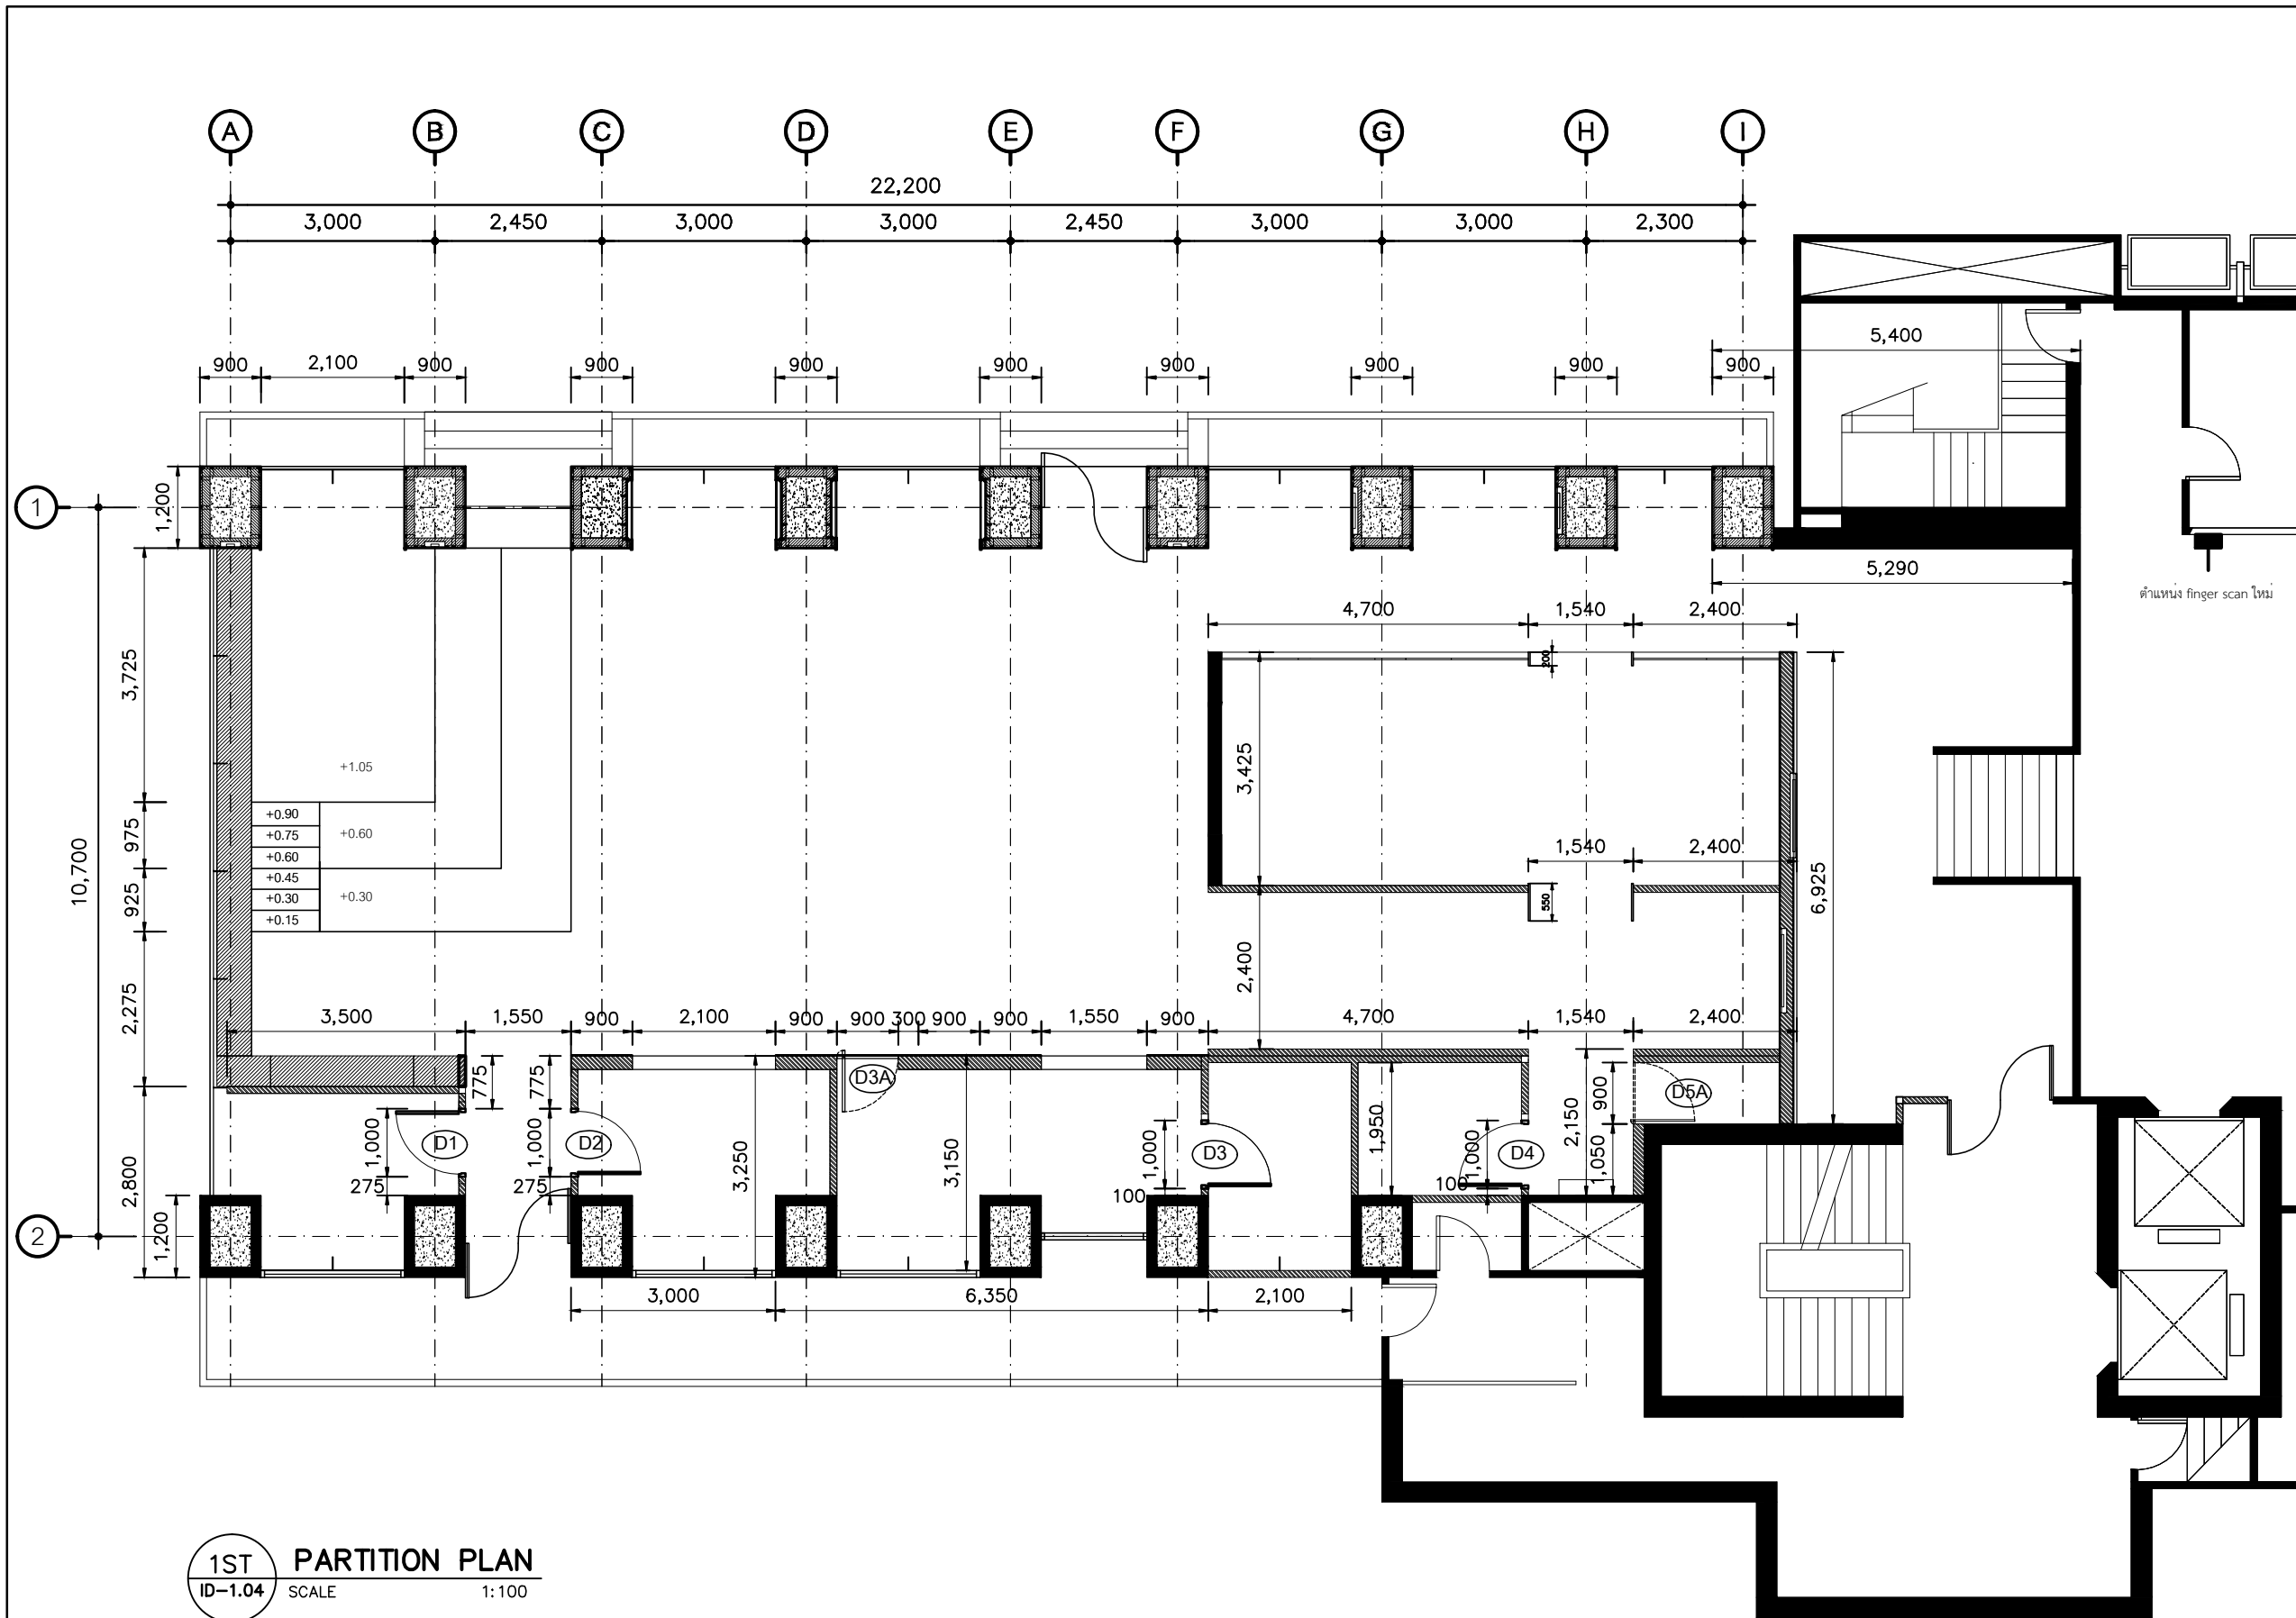 A B C D E F G H I
22,200
3,000 2,450 3,000 3,000 2,450 3,000 3,000 2,300
5,400
900 2,100 900 900 900 900 900 900 900 900
1
1,200
5,290
ตำแหน่ง finger scan ใหม่
4,700 1,540 2,400
200
3,725
3,425
+1.05
+0.90
+0.75 +0.60
+0.60
+0.45
+0.30 +0.30
+0.15
975
925
10,700
1,540 2,400
550
6,925
2,400
2,275
3,500 1,550 900 2,100 900 900 300 900 900 1,550 900 4,700 1,540 2,400
775 775
D3A D5A
900
1,000 D1 1,000 D2 3,250 3,150 1,000 D3 1,950 1,000 D4 2,150 1,050
2,800
275 275 100 100
2
1,200
3,000 6,350 2,100
1ST PARTITION PLAN
ID-1.04 SCALE 1:100